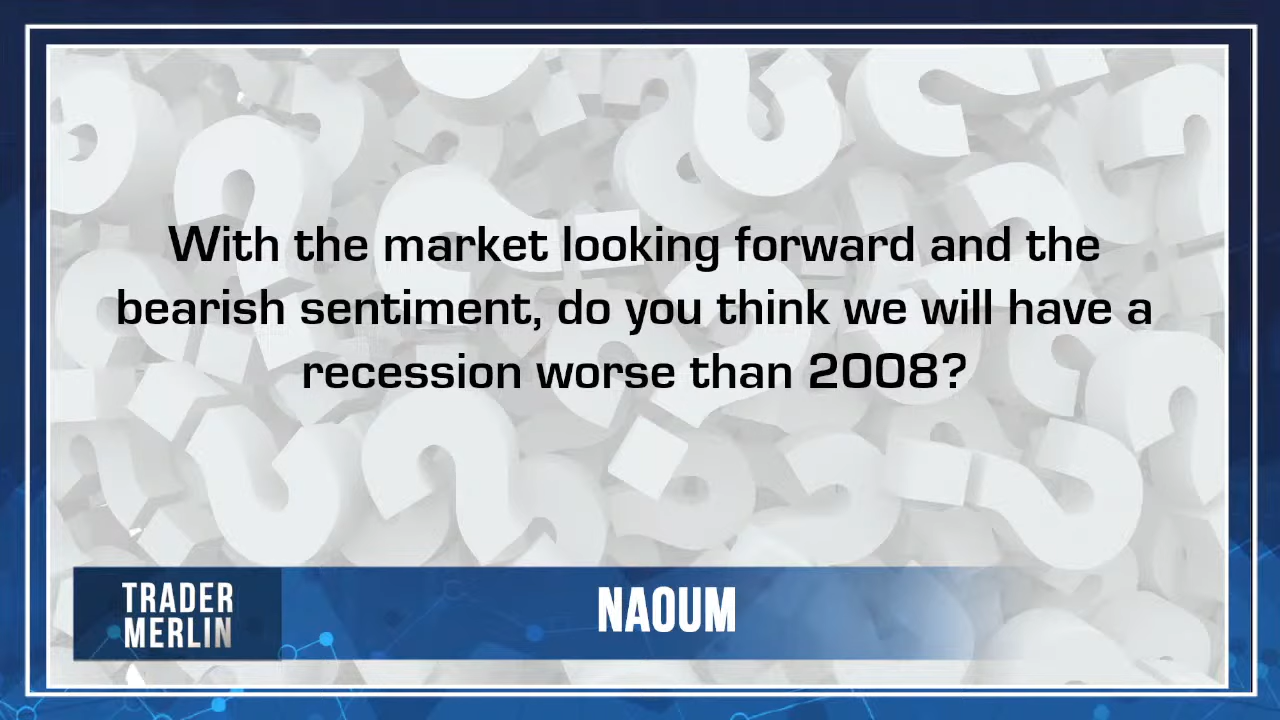 With the market looking forward and the
bearish sentiment, do you think we will have a
recession worse than 2008?
TRADER
MERLIN
NAOUM